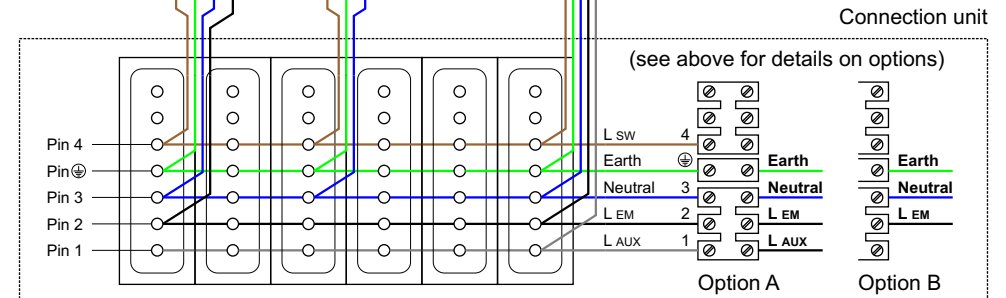 Connection unit
(see above for details on options)
Pin 4
L SW 4
Pin⏚ Earth ⏚ Earth Earth
Pin 3 Neutral 3 Neutral Neutral
Pin 2 L EM 2 L EM L EM
Pin 1 L AUX 1 L AUX
Option A Option B